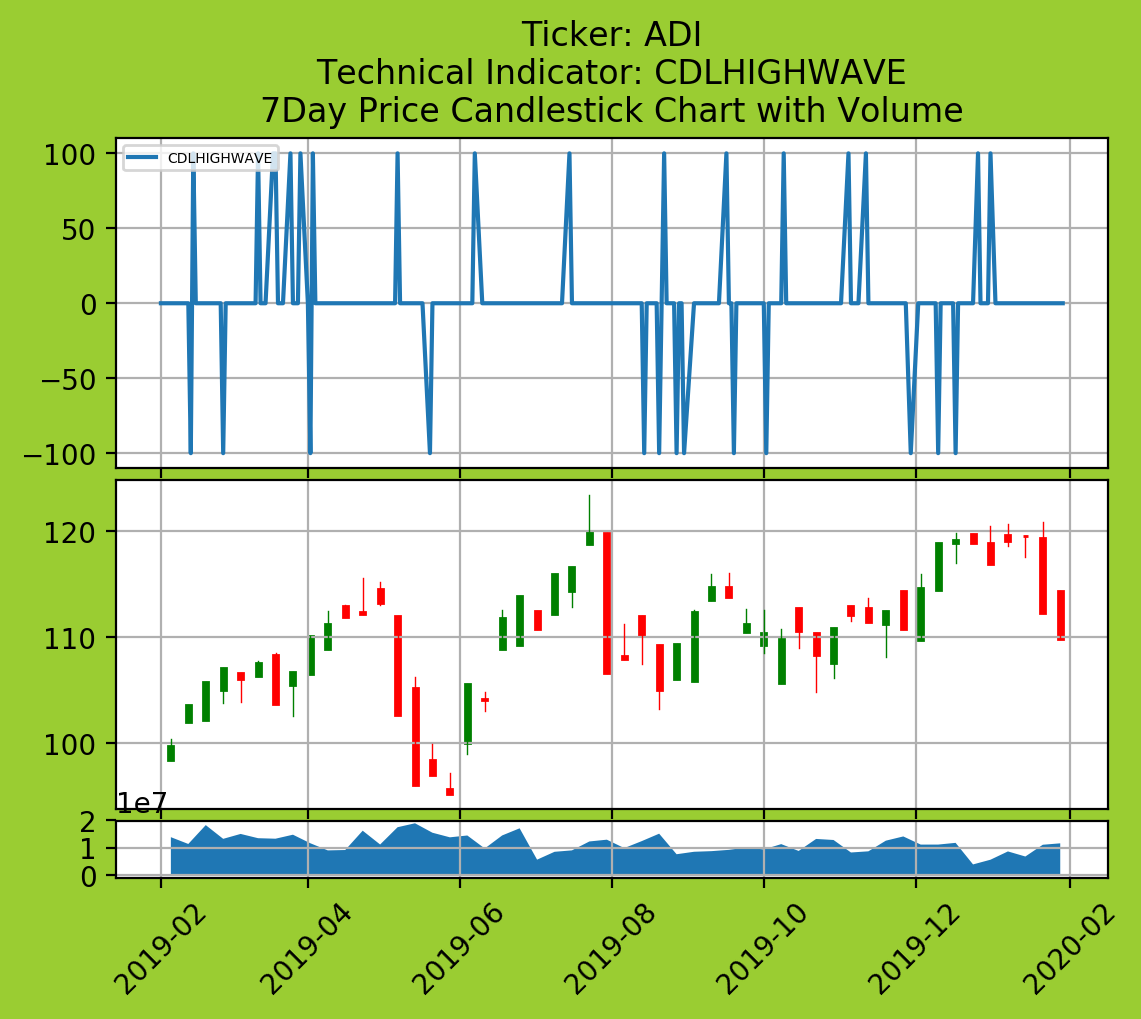 Ticker: ADI
Technical Indicator: CDLHIGHWAVE
7Day Price Candlestick Chart with Volume
CDLHIGHWAVE
100
50
0
−50
−100
120
110
100
1e7
2
1
0
2019-02 2019-04 2019-06 2019-08 2019-10 2019-12 2020-02